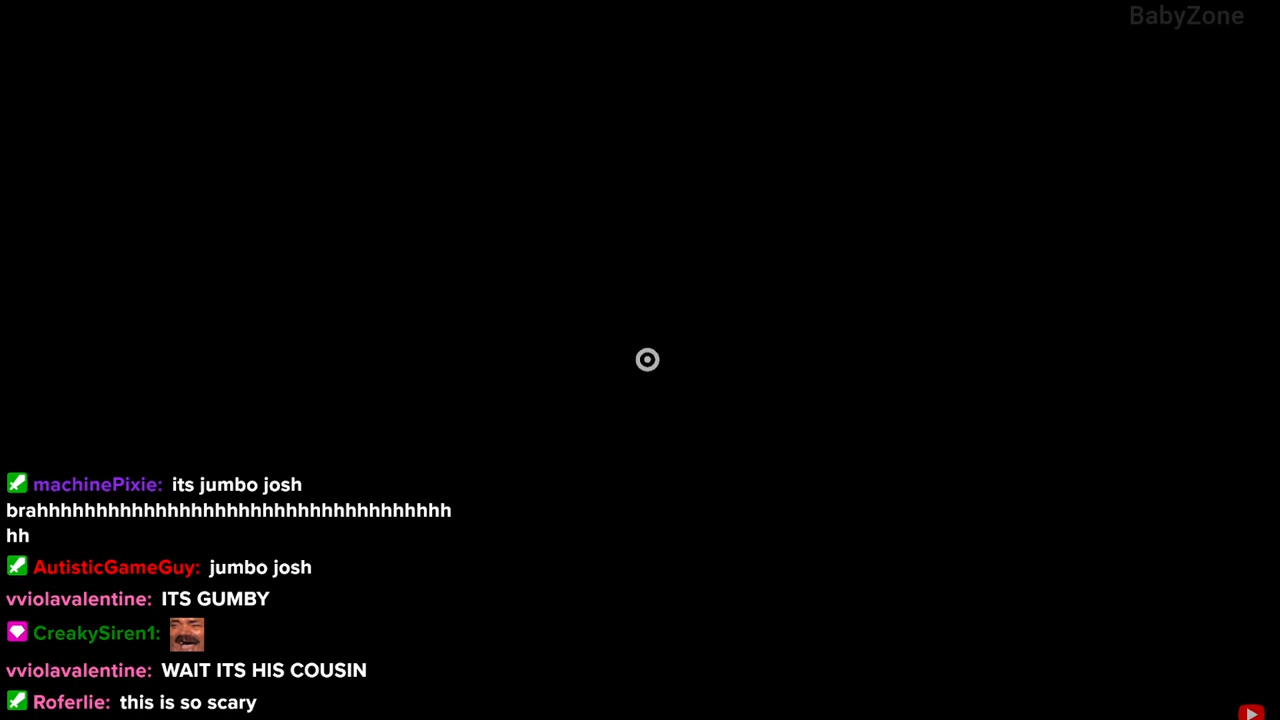 BabyZone
machinePixie: its jumbo josh
brahhhhhhhhhhhhhhhhhhhhhhhhhhhhhhhhhhh
hh
AutisticGameGuy: jumbo josh
vviolavalentine: ITS GUMBY
CreakySiren1:
vviolavalentine: WAIT ITS HIS COUSIN
Roferlie: this is so scary